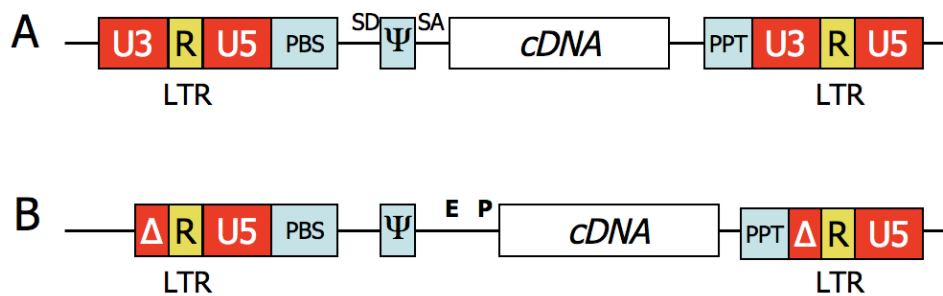 A U3 R U5 PBS SD Ψ SA cDNA PPT U3 R U5
LTR LTR
B Δ R U5 PBS Ψ E P cDNA PPT Δ R U5
LTR LTR